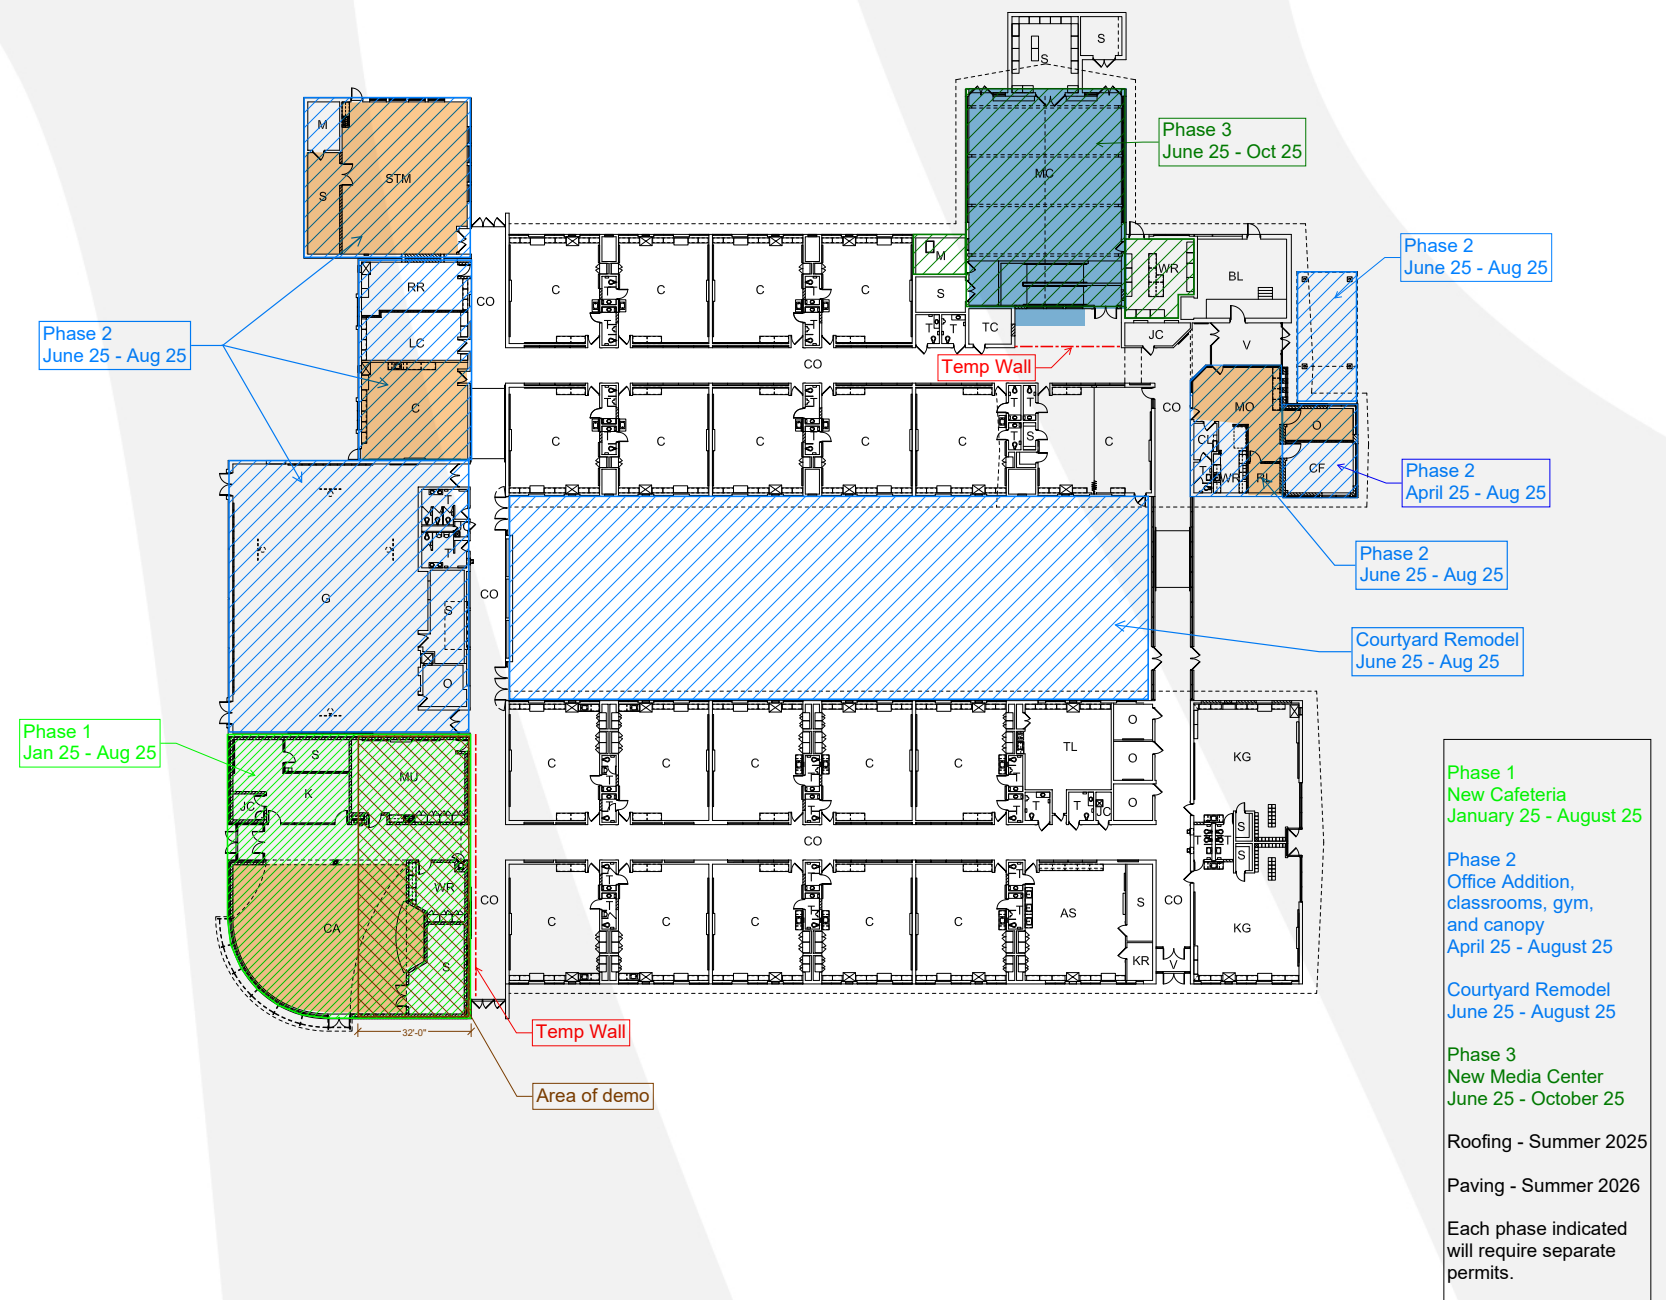 S
S
Phase 3
June 25 - Oct 25
M
STM
S
MC
Phase 2
June 25 - Aug 25
M
WR
BL
RR
CO
C
C
C
C
S
T
T
T
T
T
T
TC
JC
V
Phase 2
June 25 - Aug 25
LC
CO
Temp Wall
C
CO
MO
O
T
T
T
T
T
T
C
C
C
C
C
S
C
CL
CF
T
WR
RL
Phase 2
April 25 - Aug 25
T
T
Phase 2
June 25 - Aug 25
G
CO
S
Courtyard Remodel
June 25 - Aug 25
O
Phase 1
Jan 25 - Aug 25
S
MU
K
JC
C
C
C
C
C
T
T
T
T
T
T
TL
O
O
O
T
T
JC
KG
Phase 1
New Cafeteria
January 25 - August 25
CO
T
T
S
S
Phase 2
Office Addition,
classrooms, gym,
and canopy
April 25 - August 25
WR
CA
S
CO
C
C
C
C
C
T
T
T
T
T
T
AS
S
KR
CO
V
KG
Courtyard Remodel
June 25 - August 25
32'-0"
Temp Wall
Area of demo
Phase 3
New Media Center
June 25 - October 25
Roofing - Summer 2025
Paving - Summer 2026
Each phase indicated
will require separate
permits.